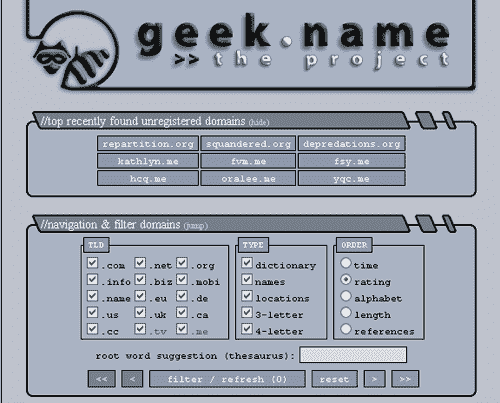 geek.name
>> the project
//top recently found unregistered domains (hide)
repartition.org squandered.org depredations.org
kathlyn.me fvm.me fsy.me
hcq.me oralee.me yqc.me
//navigation & filter domains (jump)
TLD TYPE ORDER
.com .net .org dictionary time
.info .biz .mobi names rating
.name .eu .de locations alphabet
.us .uk .ca 3-letter length
.cc .tv .me 4-letter references
root word suggestion (thesaurus):
<< < filter / refresh (0) reset > >>